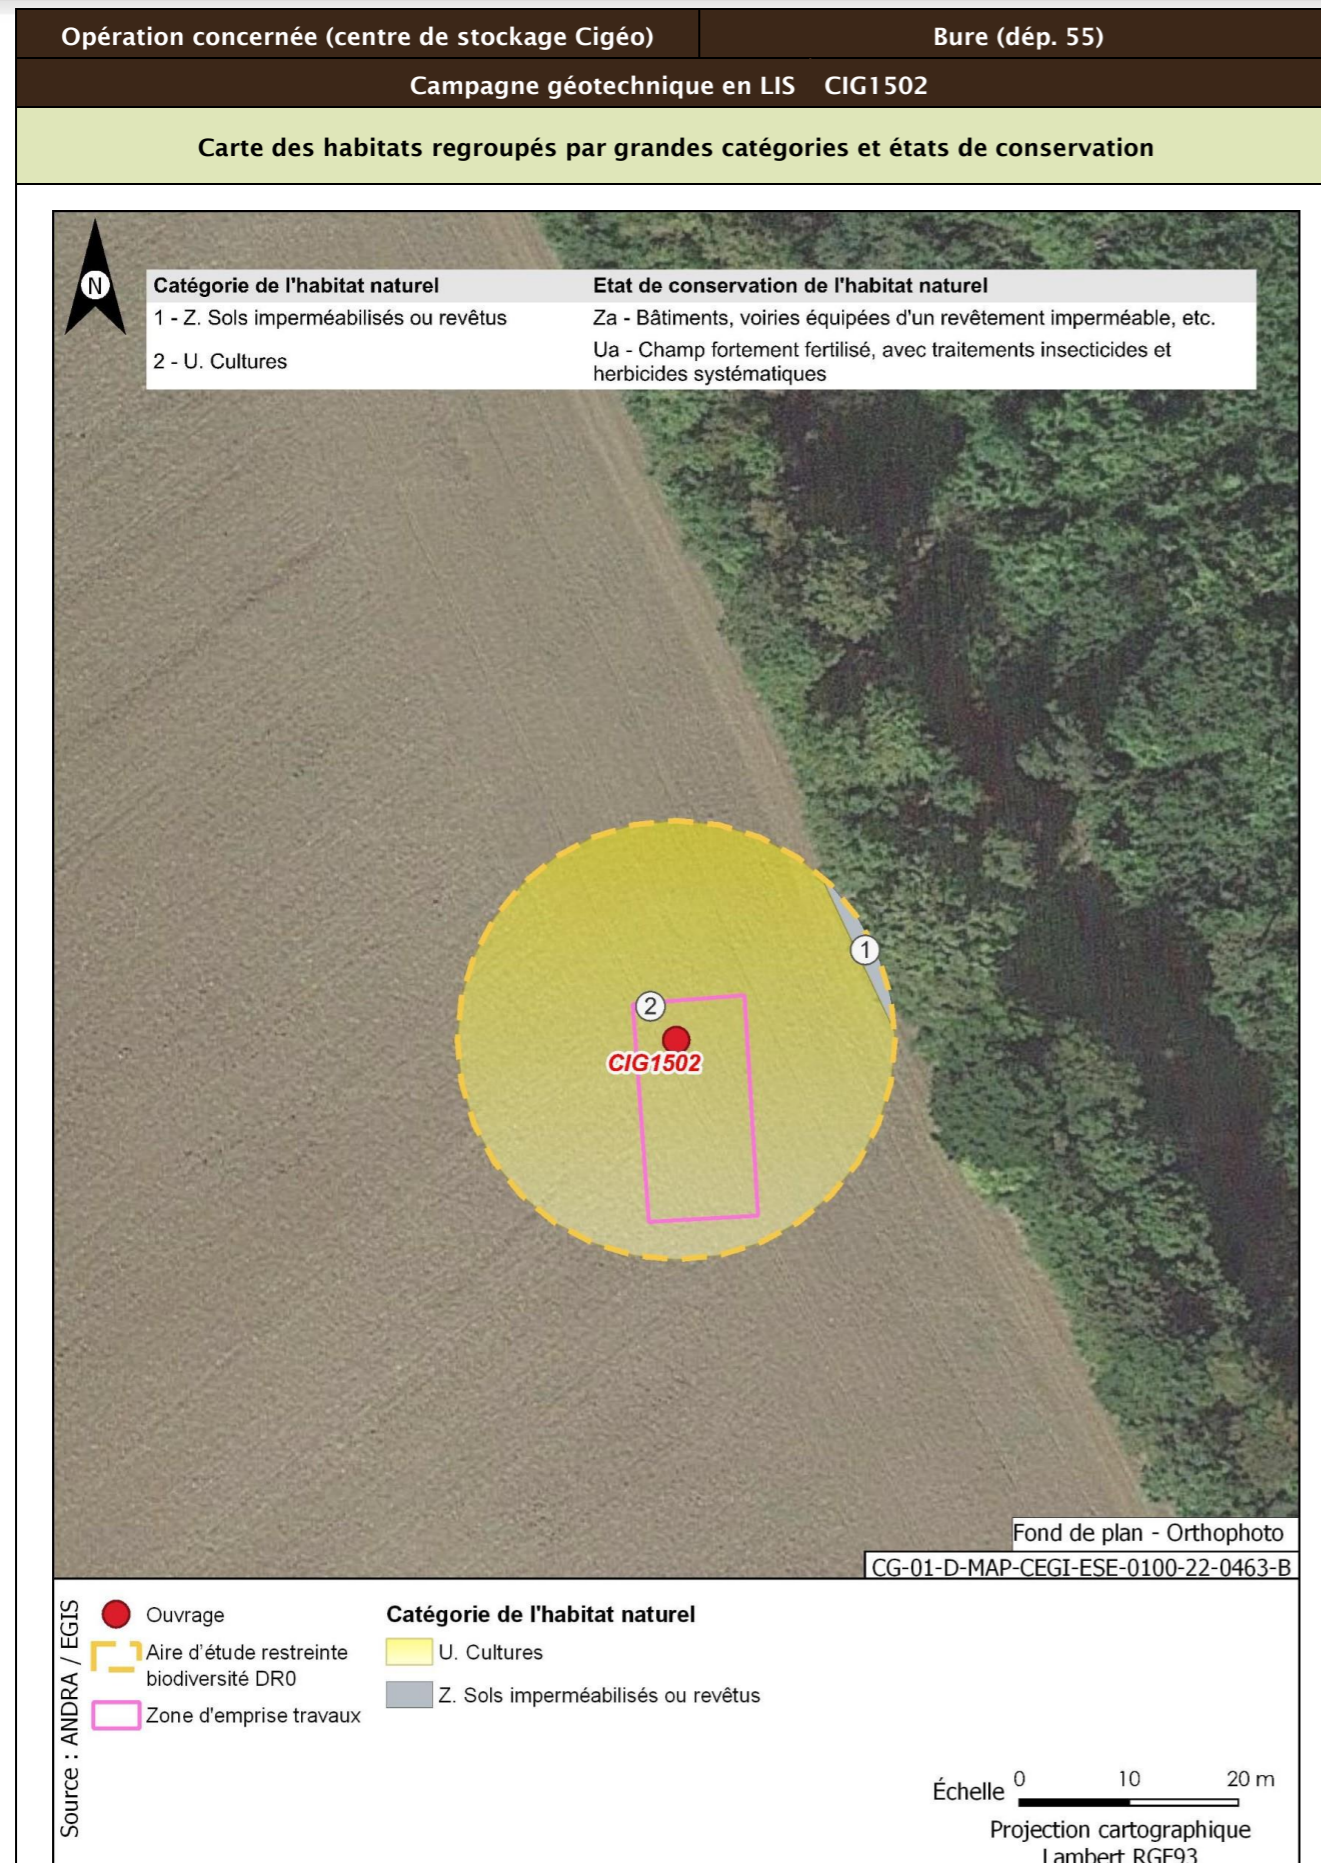 Opération concernée (centre de stockage Cigéo) Bure (dép. 55)
Campagne géotechnique en LIS CIG1502
Carte des habitats regroupés par grandes catégories et états de conservation
N
Catégorie de l'habitat naturel Etat de conservation de l'habitat naturel
1 - Z. Sols imperméabilisés ou revêtus Za - Bâtiments, voiries équipées d'un revêtement imperméable, etc.
2 - U. Cultures Ua - Champ fortement fertilisé, avec traitements insecticides et
herbicides systématiques
1
2
CIG1502
Fond de plan - Orthophoto
CG-01-D-MAP-CEGI-ESE-0100-22-0463-B
Source : ANDRA / EGIS
Ouvrage
Aire d'étude restreinte
biodiversité DR0
Zone d'emprise travaux
Catégorie de l'habitat naturel
U. Cultures
Z. Sols imperméabilisés ou revêtus
Échelle 0 10 20 m
Projection cartographique
Lambert RGF93